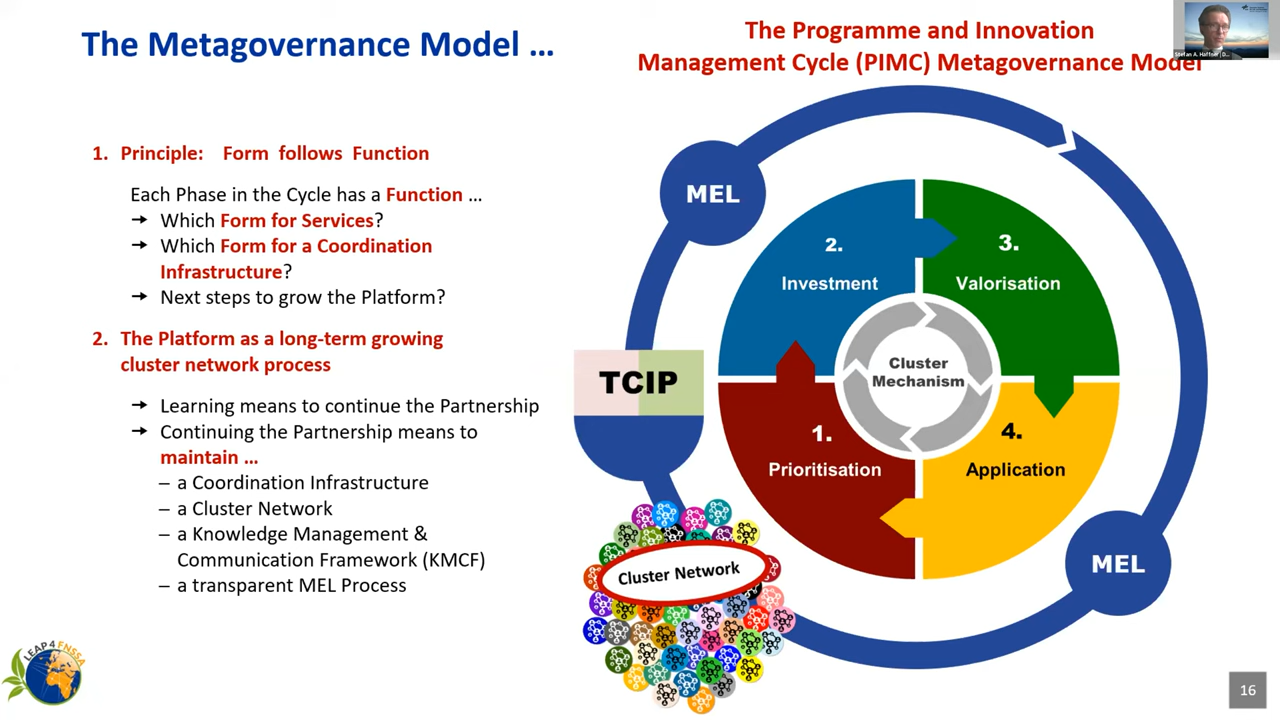 The Metagovernance Model ...
The Programme and Innovation
Management Cycle (PIMC) Metagovernance Model
1. Principle: Form follows Function
Each Phase in the Cycle has a Function ...
→ Which Form for Services?
→ Which Form for a Coordination
Infrastructure?
→ Next steps to grow the Platform?
2. The Platform as a long-term growing
cluster network process
→ Learning means to continue the Partnership
→ Continuing the Partnership means to
maintain ...
– a Coordination Infrastructure
– a Cluster Network
– a Knowledge Management &
Communication Framework (KMCF)
– a transparent MEL Process
MEL
2.
Investment
3.
Valorisation
TCIP
Cluster
Mechanism
1.
Prioritisation
4.
Application
MEL
Cluster Network
LEAP4FNSSA
16
Stefan A. Haffner